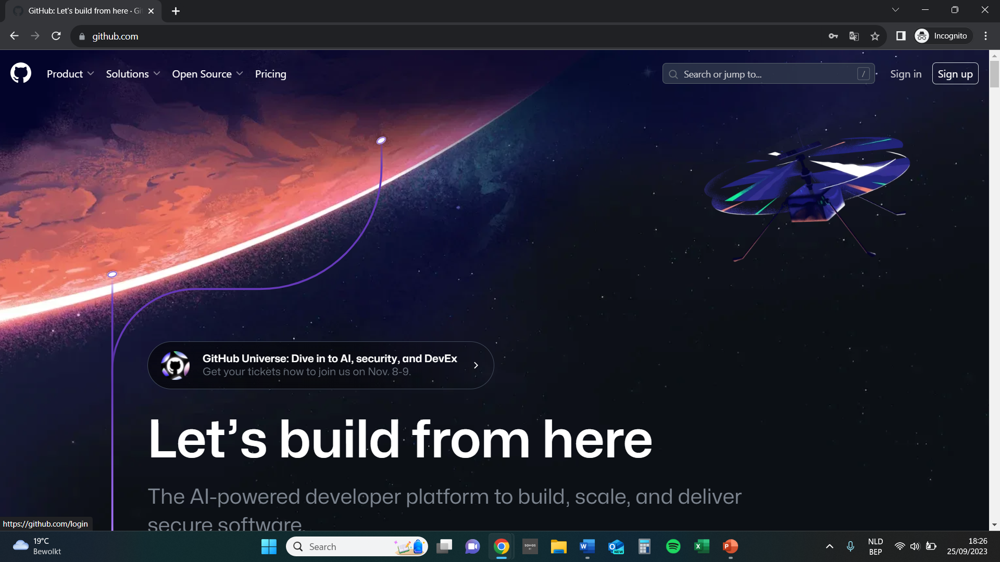 GitHub: Let's build from here · Gi
github.com
Incognito
Product
Solutions
Open Source
Pricing
Search or jump to...
/
Sign in
Sign up
GitHub Universe: Dive in to AI, security, and DevEx
Get your tickets now to join us on Nov. 8-9.
Let's build from here
The AI-powered developer platform to build, scale, and deliver
secure software.
https://github.com/login
19°C
Bewolkt
Search
SONOS
S1
W
NEW
X
P
NLD
BEP
18:26
25/09/2023